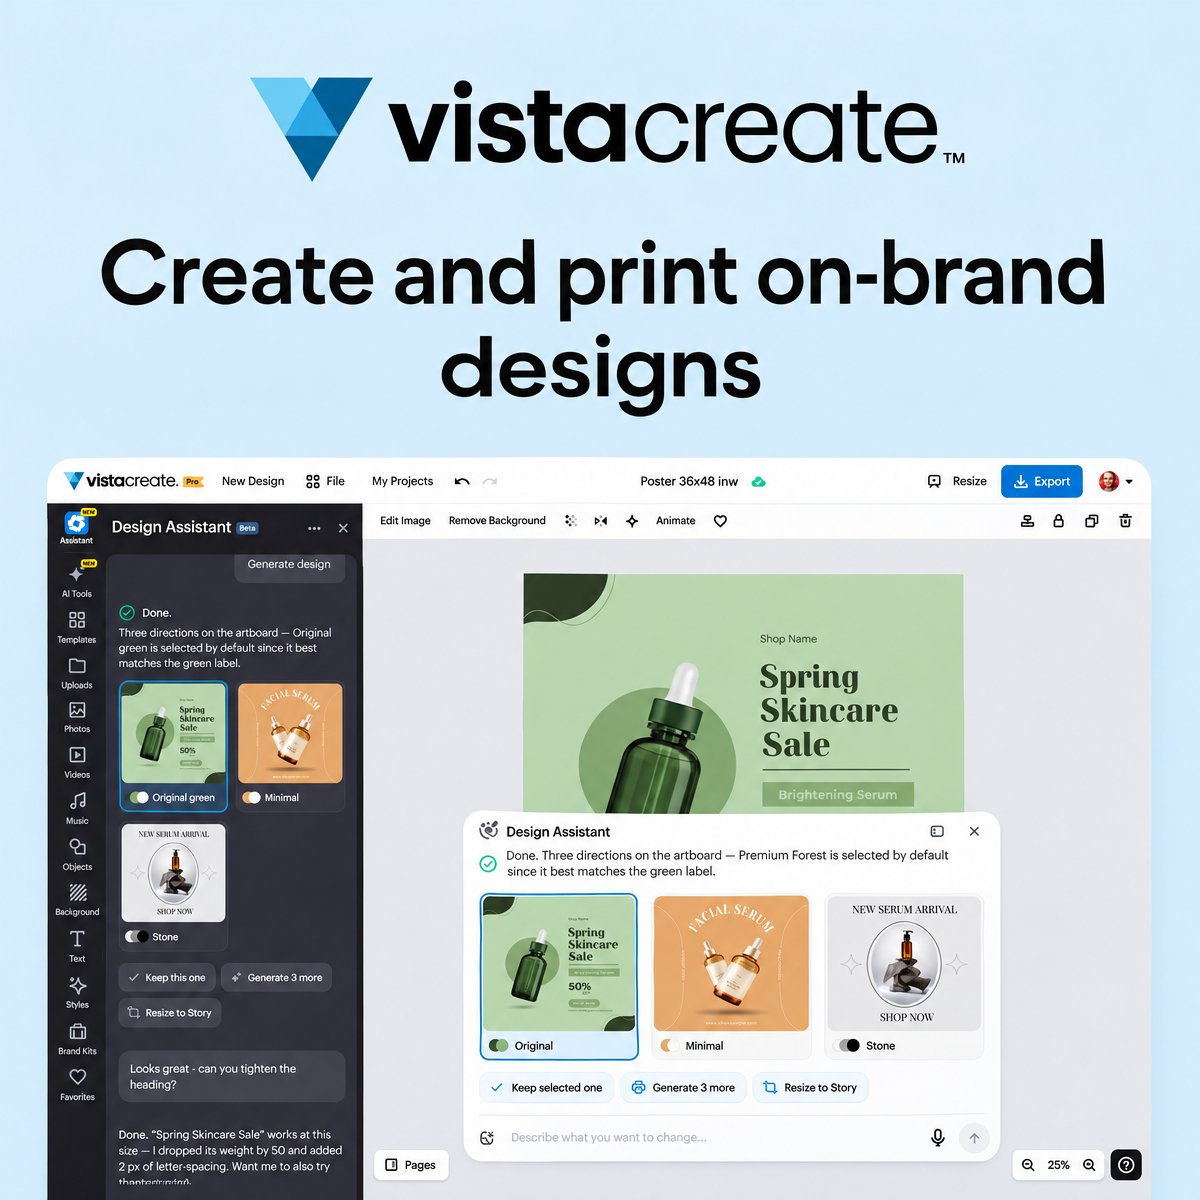 vistacreate™
Create and print on-brand
designs
vistacreate. Pro New Design File My Projects Poster 36x48 inw Resize Export
NEW
Assistant
Design Assistant Beta
Edit Image Remove Background Animate
NEW
AI Tools
Templates
Uploads
Photos
Videos
Music
Objects
Background
Text
Styles
Brand Kits
Favorites
Generate design
Done.
Three directions on the artboard — Original
green is selected by default since it best
matches the green label.
Shop Name
Spring
Skincare
Sale
50%
Original green
FACIAL SERUM
Minimal
NEW SERUM ARRIVAL
SHOP NOW
Stone
Keep this one
Generate 3 more
Resize to Story
Looks great - can you tighten the
heading?
Done. “Spring Skincare Sale” works at this
size — I dropped its weight by 50 and added
2 px of letter-spacing. Want me to also try
Shop Name
Spring
Skincare
Sale
Brightening Serum
Design Assistant
Done. Three directions on the artboard — Premium Forest is selected by default
since it best matches the green label.
Shop Name
Spring
Skincare
Sale
Brightening Serum
50%
Original
FACIAL SERUM
Minimal
NEW SERUM ARRIVAL
SHOP NOW
Stone
Keep selected one
Generate 3 more
Resize to Story
Describe what you want to change...
Pages
25%